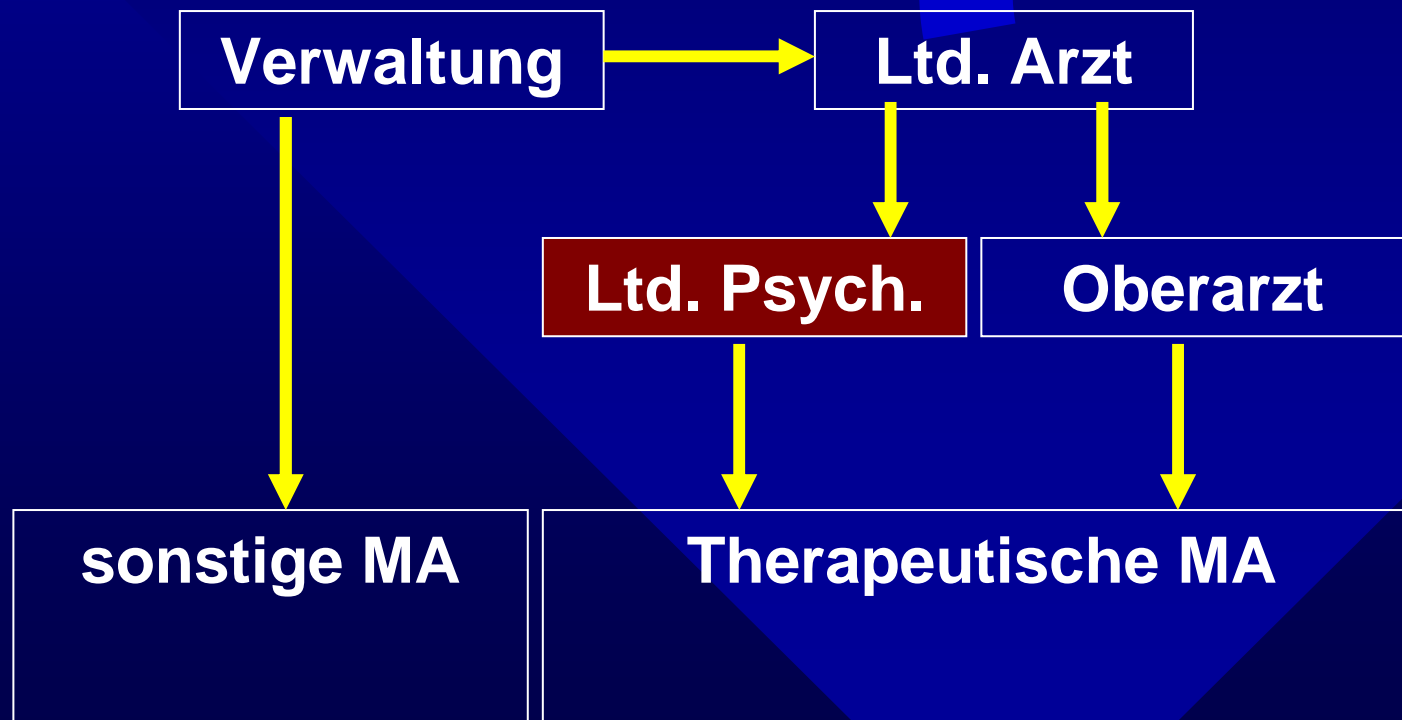 Verwaltung
Ltd. Arzt
Ltd. Psych.
Oberarzt
sonstige MA
Therapeutische MA